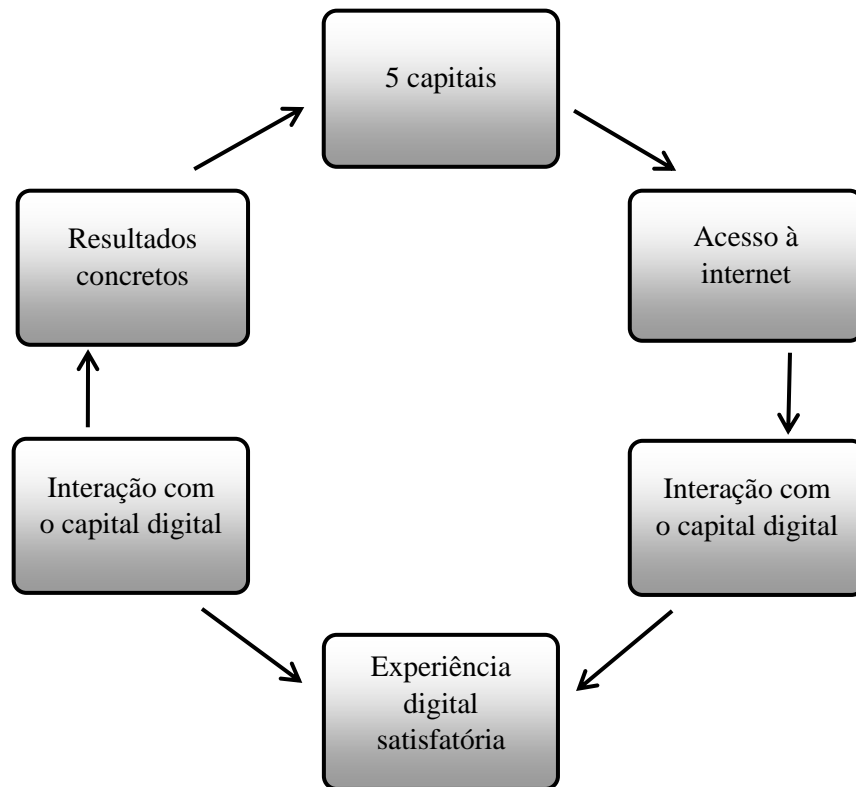 5 capitais
Resultados
concretos
Acesso à
internet
Interação com
o capital digital
Interação com
o capital digital
Experiência
digital
satisfatória